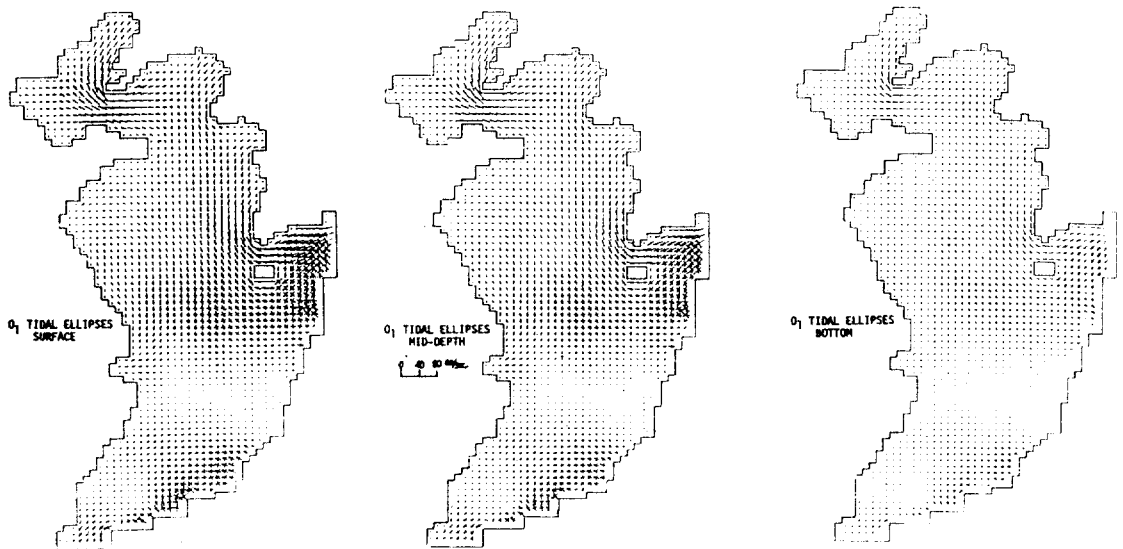 O1 TIDAL ELLIPSES
SURFACE
O1 TIDAL ELLIPSES
MID-DEPTH
0 40 80
O1 TIDAL ELLIPSES
BOTTOM